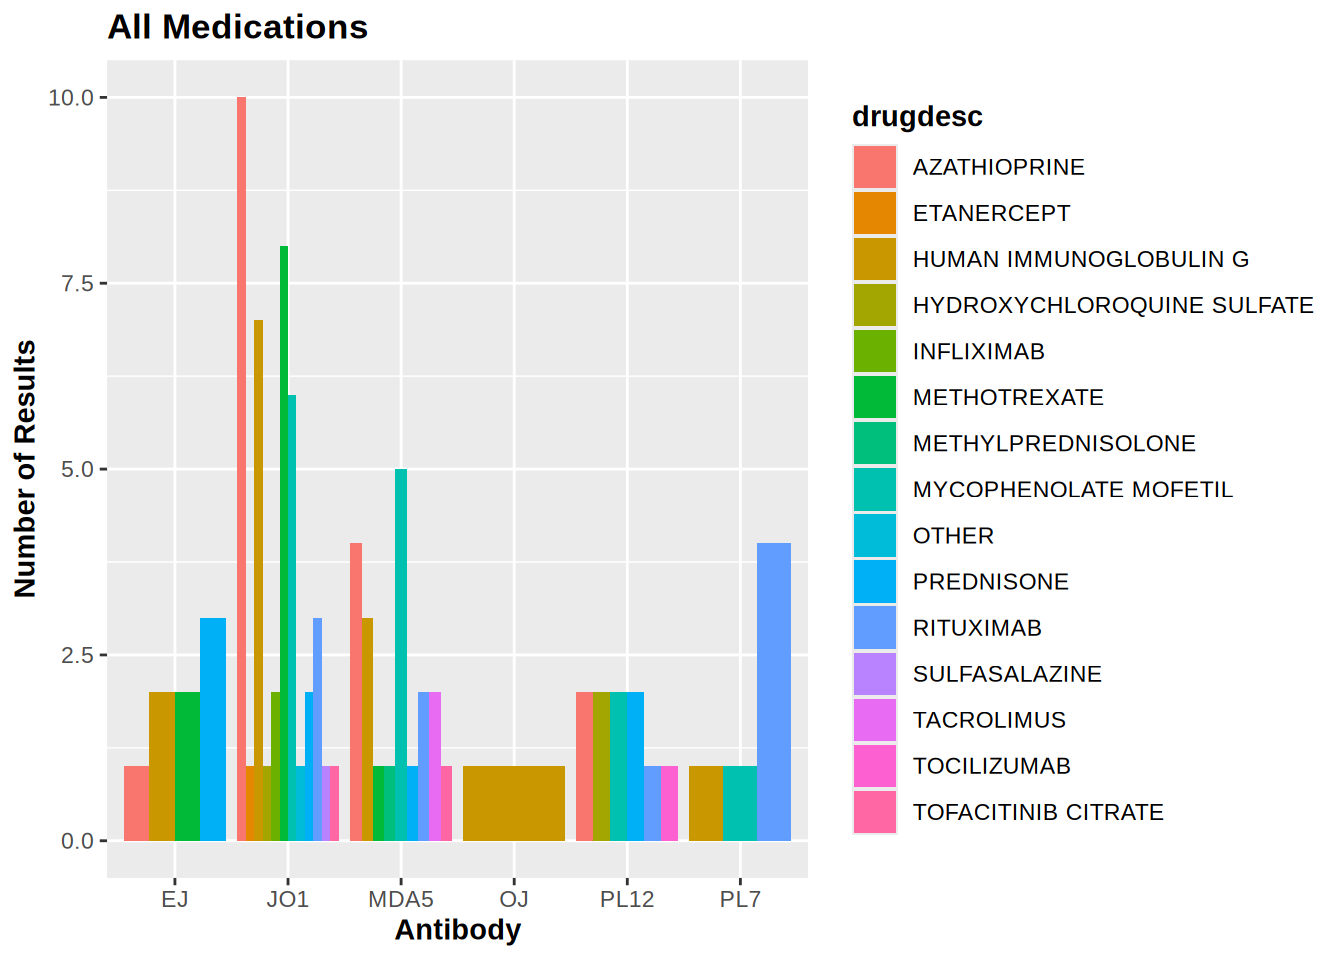 All Medications
10.0
7.5
5.0
2.5
0.0
Number of Results
EJ JO1 MDA5 OJ PL12 PL7
Antibody
drugdesc
AZATHIOPRINE
ETANERCEPT
HUMAN IMMUNOGLOBULIN G
HYDROXYCHLOROQUINE SULFATE
INFLIXIMAB
METHOTREXATE
METHYLPREDNISOLONE
MYCOPHENOLATE MOFETIL
OTHER
PREDNISONE
RITUXIMAB
SULFASALAZINE
TACROLIMUS
TOCILIZUMAB
TOFACITINIB CITRATE